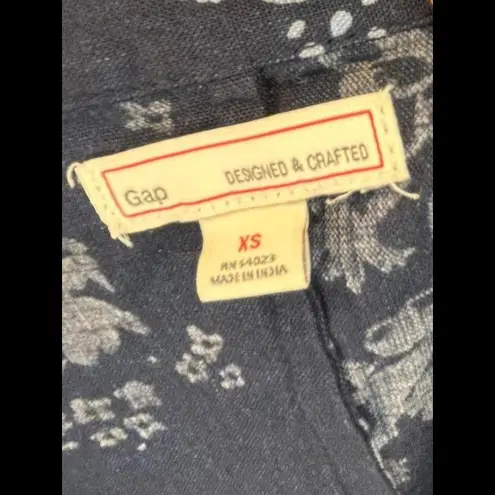 Gap DESIGNED & CRAFTED
XS
RN 54023
MADE IN INDIA